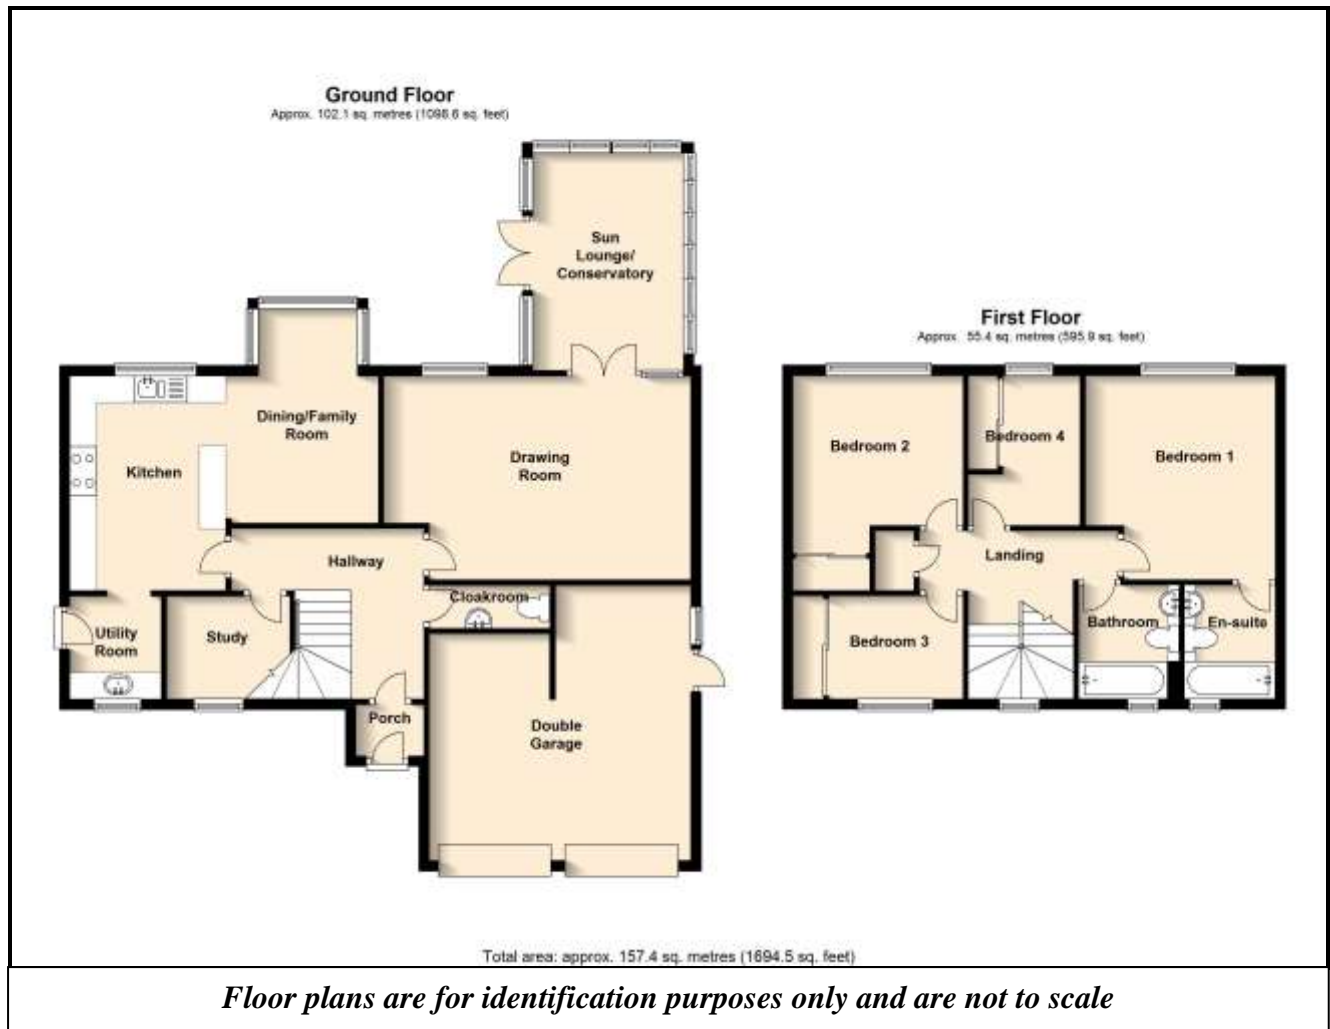 Ground Floor
Approx. 102.1 sq. metres (1098.6 sq. feet)
Sun
Lounge/
Conservatory
Dining/Family
Room
Kitchen
Drawing
Room
Hallway
Cloakroom
Utility
Room
Study
Porch
Double
Garage
First Floor
Approx. 55.4 sq. metres (595.9 sq. feet)
Bedroom 2
Bedroom 4
Bedroom 1
Landing
Bedroom 3
Bathroom
En-suite
Total area: approx. 157.4 sq. metres (1694.5 sq. feet)
Floor plans are for identification purposes only and are not to scale